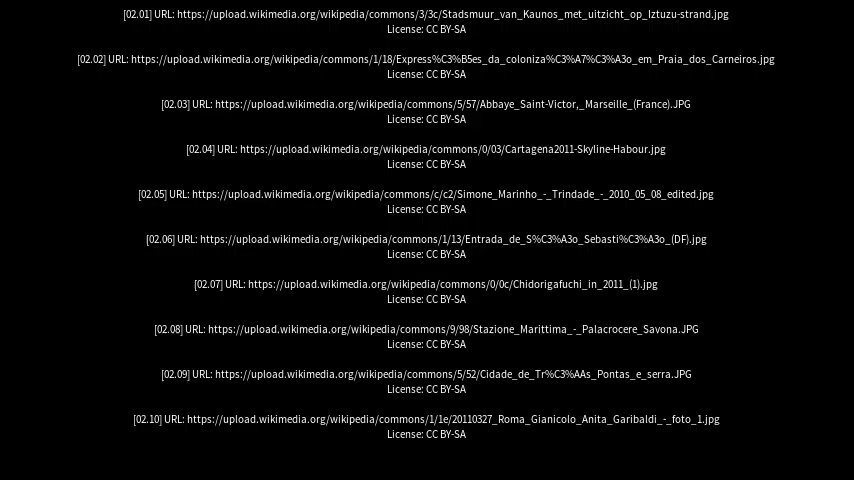 [02.01] URL: https://upload.wikimedia.org/wikipedia/commons/3/3c/Stadsmuur_van_Kaunos_met_uitzicht_op_Iztuzu-strand.jpg
License: CC BY-SA
[02.02] URL: https://upload.wikimedia.org/wikipedia/commons/1/18/Express%C3%B5es_da_coloniza%C3%A7%C3%A3o_em_Praia_dos_Carneiros.jpg
License: CC BY-SA
[02.03] URL: https://upload.wikimedia.org/wikipedia/commons/5/57/Abbaye_Saint-Victor,_Marseille_(France).JPG
License: CC BY-SA
[02.04] URL: https://upload.wikimedia.org/wikipedia/commons/0/03/Cartagena2011-Skyline-Habour.jpg
License: CC BY-SA
[02.05] URL: https://upload.wikimedia.org/wikipedia/commons/c/c2/Simone_Marinho_-_Trindade_-_2010_05_08_edited.jpg
License: CC BY-SA
[02.06] URL: https://upload.wikimedia.org/wikipedia/commons/1/13/Entrada_de_S%C3%A3o_Sebasti%C3%A3o_(DF).jpg
License: CC BY-SA
[02.07] URL: https://upload.wikimedia.org/wikipedia/commons/0/0c/Chidorigafuchi_in_2011_(1).jpg
License: CC BY-SA
[02.08] URL: https://upload.wikimedia.org/wikipedia/commons/9/98/Stazione_Marittima_-_Palacrocere_Savona.JPG
License: CC BY-SA
[02.09] URL: https://upload.wikimedia.org/wikipedia/commons/5/52/Cidade_de_Tr%C3%AAs_Pontas_e_serra.JPG
License: CC BY-SA
[02.10] URL: https://upload.wikimedia.org/wikipedia/commons/1/1e/20110327_Roma_Gianicolo_Anita_Garibaldi_-_foto_1.jpg
License: CC BY-SA